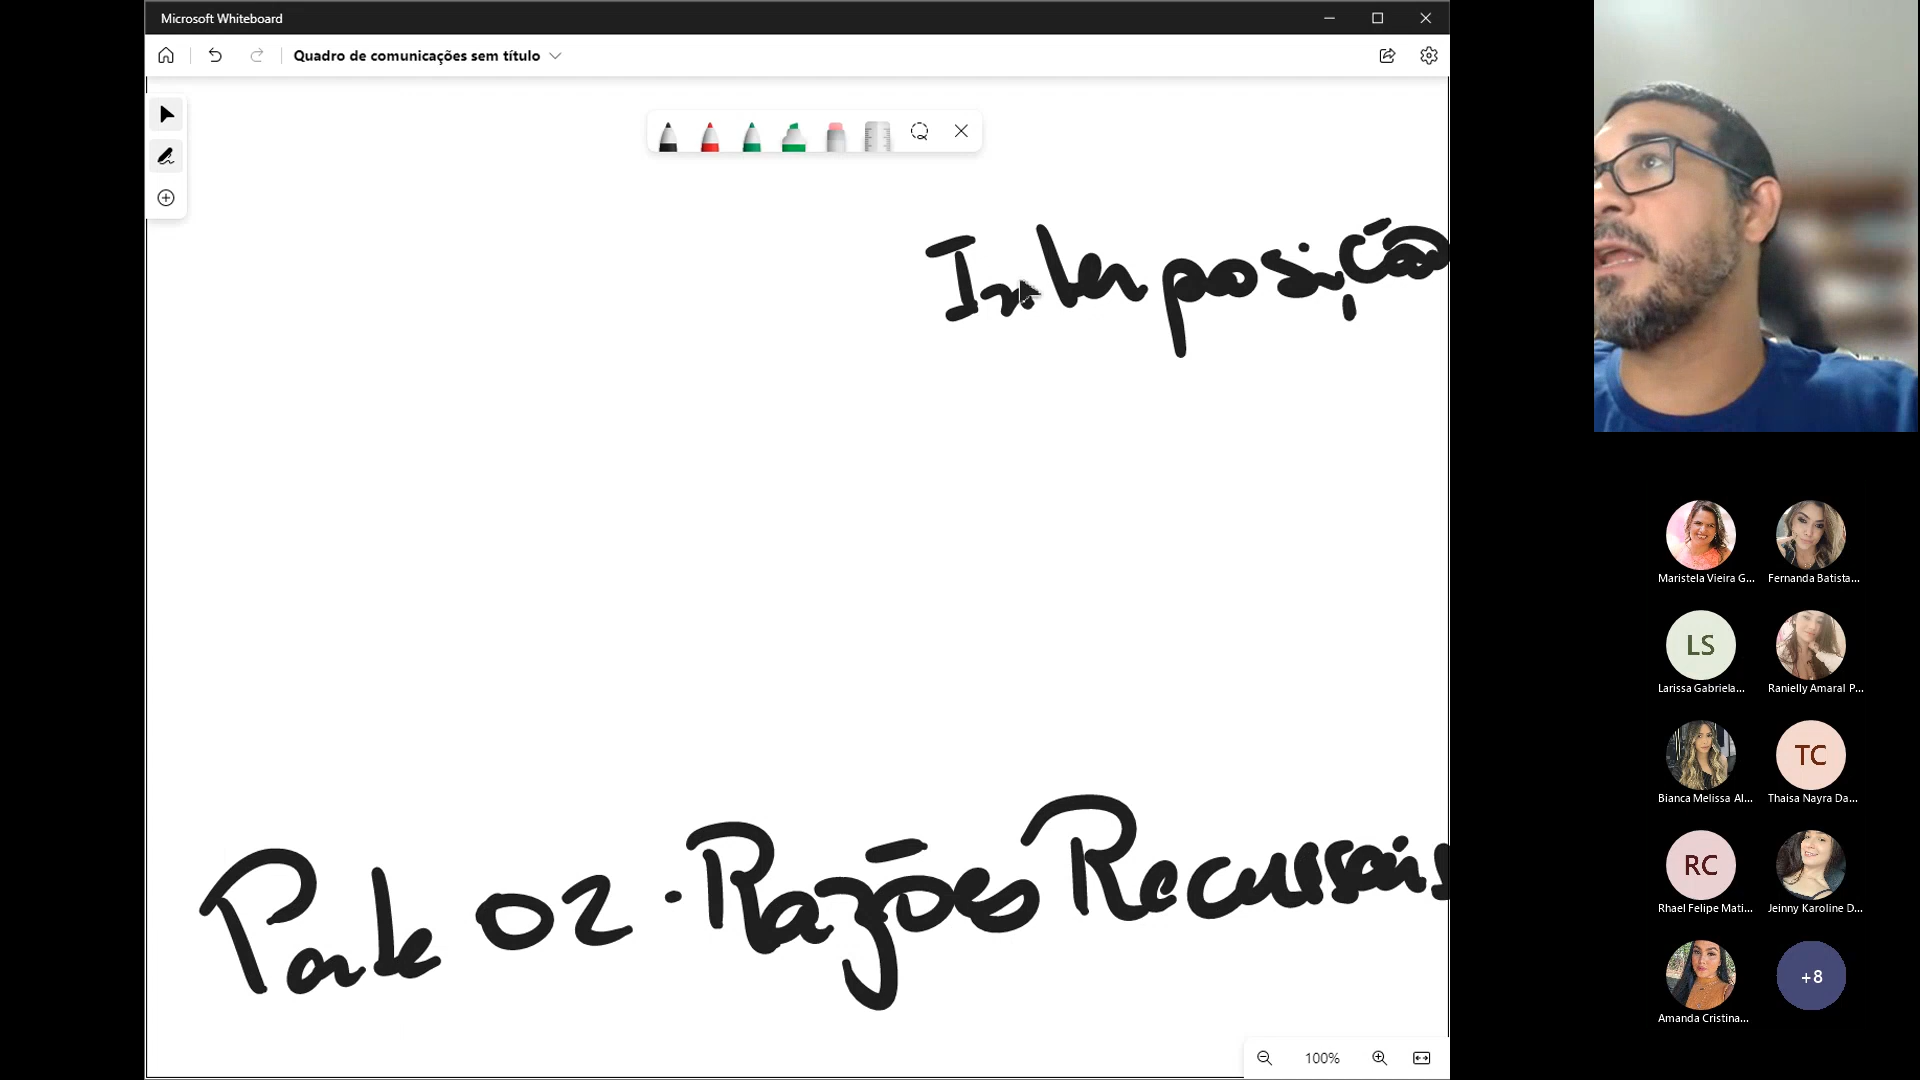 Microsoft Whiteboard
Quadro de comunicações sem título
Interposição
Parte 02 · Razões Recursais
100%
Maristela Vieira G...
Fernanda Batista...
LS
Larissa Gabriela...
Ranielly Amaral P...
Bianca Melissa Al...
TC
Thaisa Nayra Da...
RC
Rhael Felipe Mati...
Jeinny Karoline D...
Amanda Cristina...
+8